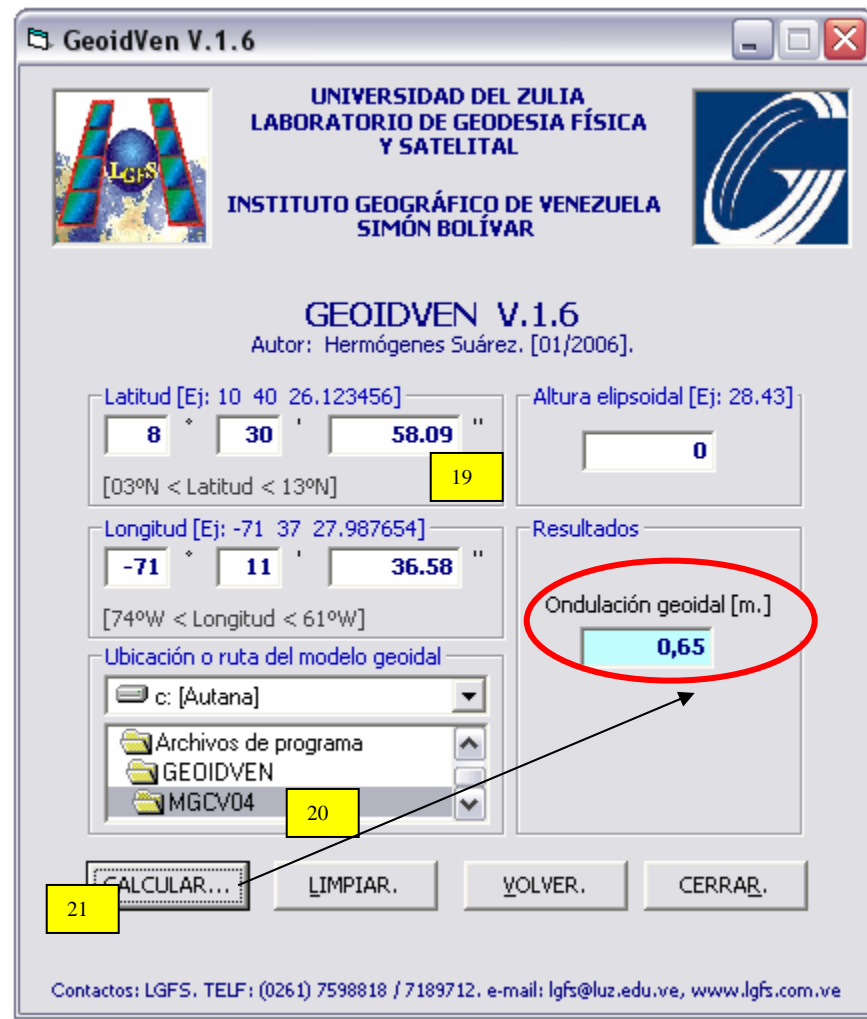 GeoidVen V.1.6
LGFS
UNIVERSIDAD DEL ZULIA
LABORATORIO DE GEODESIA FÍSICA
Y SATELITAL
INSTITUTO GEOGRÁFICO DE VENEZUELA
SIMÓN BOLÍVAR
GEOIDVEN V.1.6
Autor: Hermógenes Suárez. [01/2006].
Latitud [Ej: 10 40 26.123456]
8 ° 30 ' 58.09 "
19
[03ºN < Latitud < 13ºN]
Altura elipsoidal [Ej: 28.43]
0
Longitud [Ej: -71 37 27.987654]
-71 ° 11 ' 36.58 "
[74ºW < Longitud < 61ºW]
Resultados
Ondulación geoidal [m.]
0,65
Ubicación o ruta del modelo geoidal
c: [Autana]
Archivos de programa
GEOIDVEN
MGCV04
20
CALCULAR...
21
LIMPIAR.
VOLVER.
CERRAR.
Contactos: LGFS. TELF: (0261) 7598818 / 7189712. e-mail: lgfs@luz.edu.ve, www.lgfs.com.ve